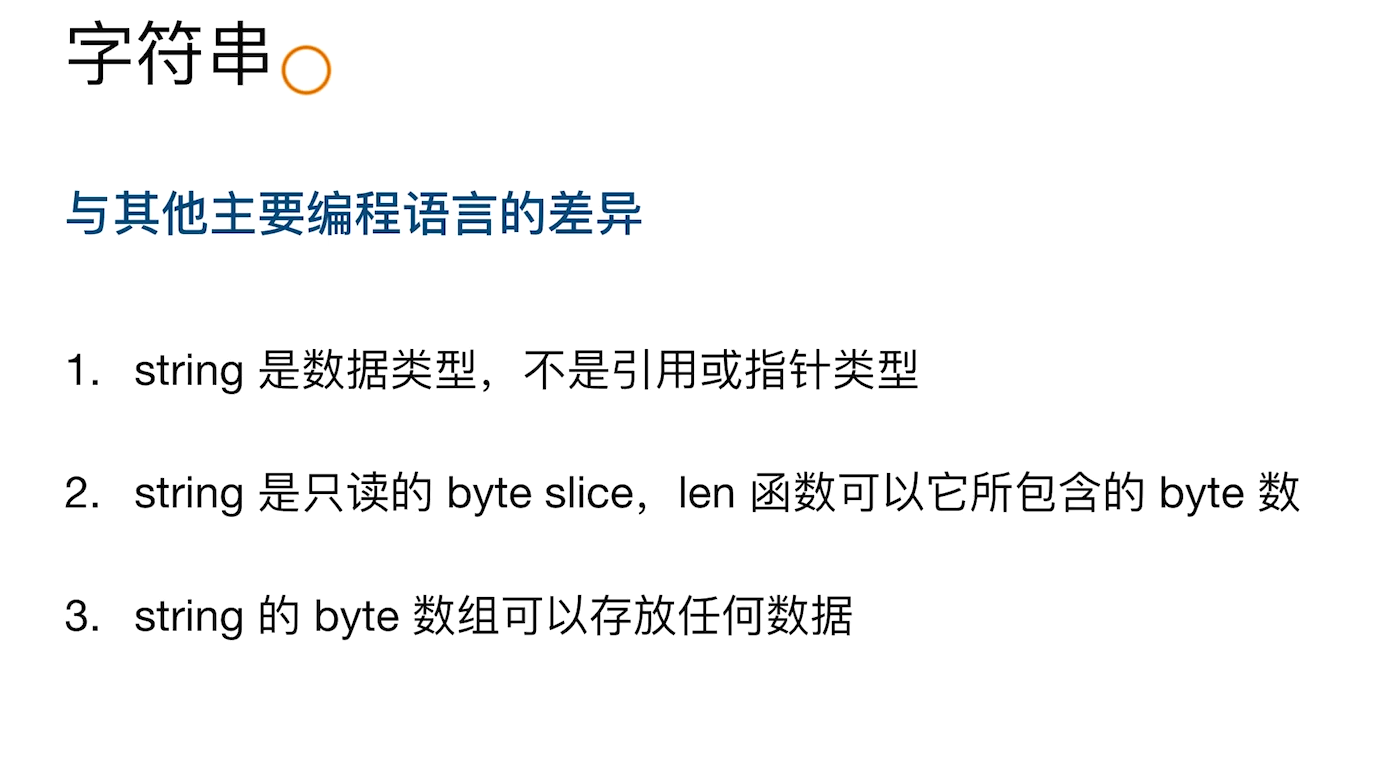 字符串
与其他主要编程语言的差异
1. string 是数据类型，不是引用或指针类型
2. string 是只读的 byte slice，len 函数可以它所包含的 byte 数
3. string 的 byte 数组可以存放任何数据